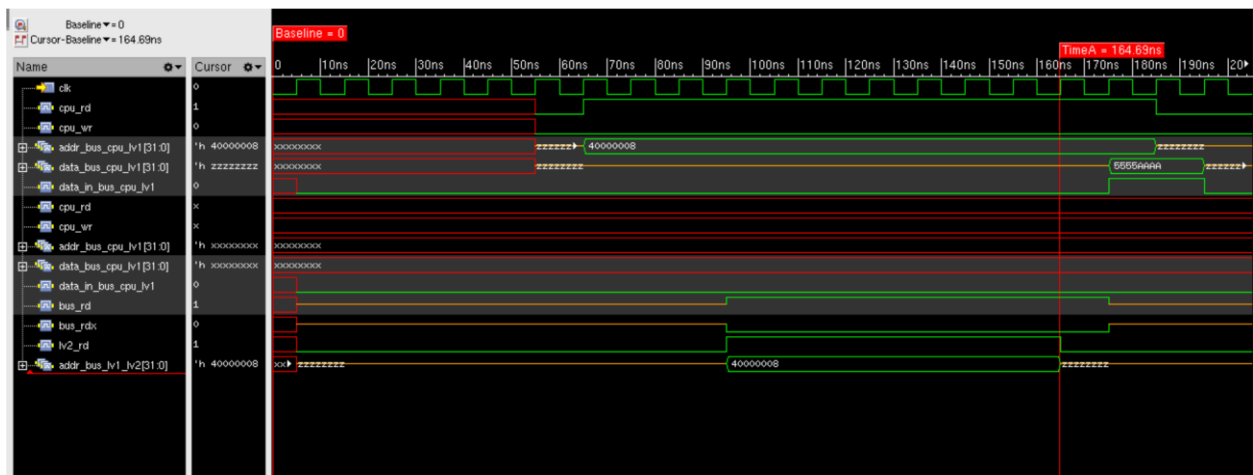 Baseline ▾= 0
Cursor-Baseline ▾= 164.69ns
Baseline = 0
TimeA = 164.69ns
Name Cursor 0 10ns 20ns 30ns 40ns 50ns 60ns 70ns 80ns 90ns 100ns 110ns 120ns 130ns 140ns 150ns 160ns 170ns 180ns 190ns 20
clk 0
cpu_rd 1
cpu_wr 0
addr_bus_cpu_lv1[31:0] 'h 40000008 xxxxxxxx zzzzzz 40000008 zzzzzzzz
data_bus_cpu_lv1[31:0] 'h zzzzzzzz xxxxxxxx zzzzzzzz 5555AAAA zzzzzz
data_in_bus_cpu_lv1 0
cpu_rd x
cpu_wr x
addr_bus_cpu_lv1[31:0] 'h xxxxxxxx xxxxxxxx
data_bus_cpu_lv1[31:0] 'h xxxxxxxx xxxxxxxx
data_in_bus_cpu_lv1 0
bus_rd 1
bus_rdx 0
lv2_rd 1
addr_bus_lv1_lv2[31:0] 'h 40000008 xx zzzzzzzz 40000008 zzzzzzzz